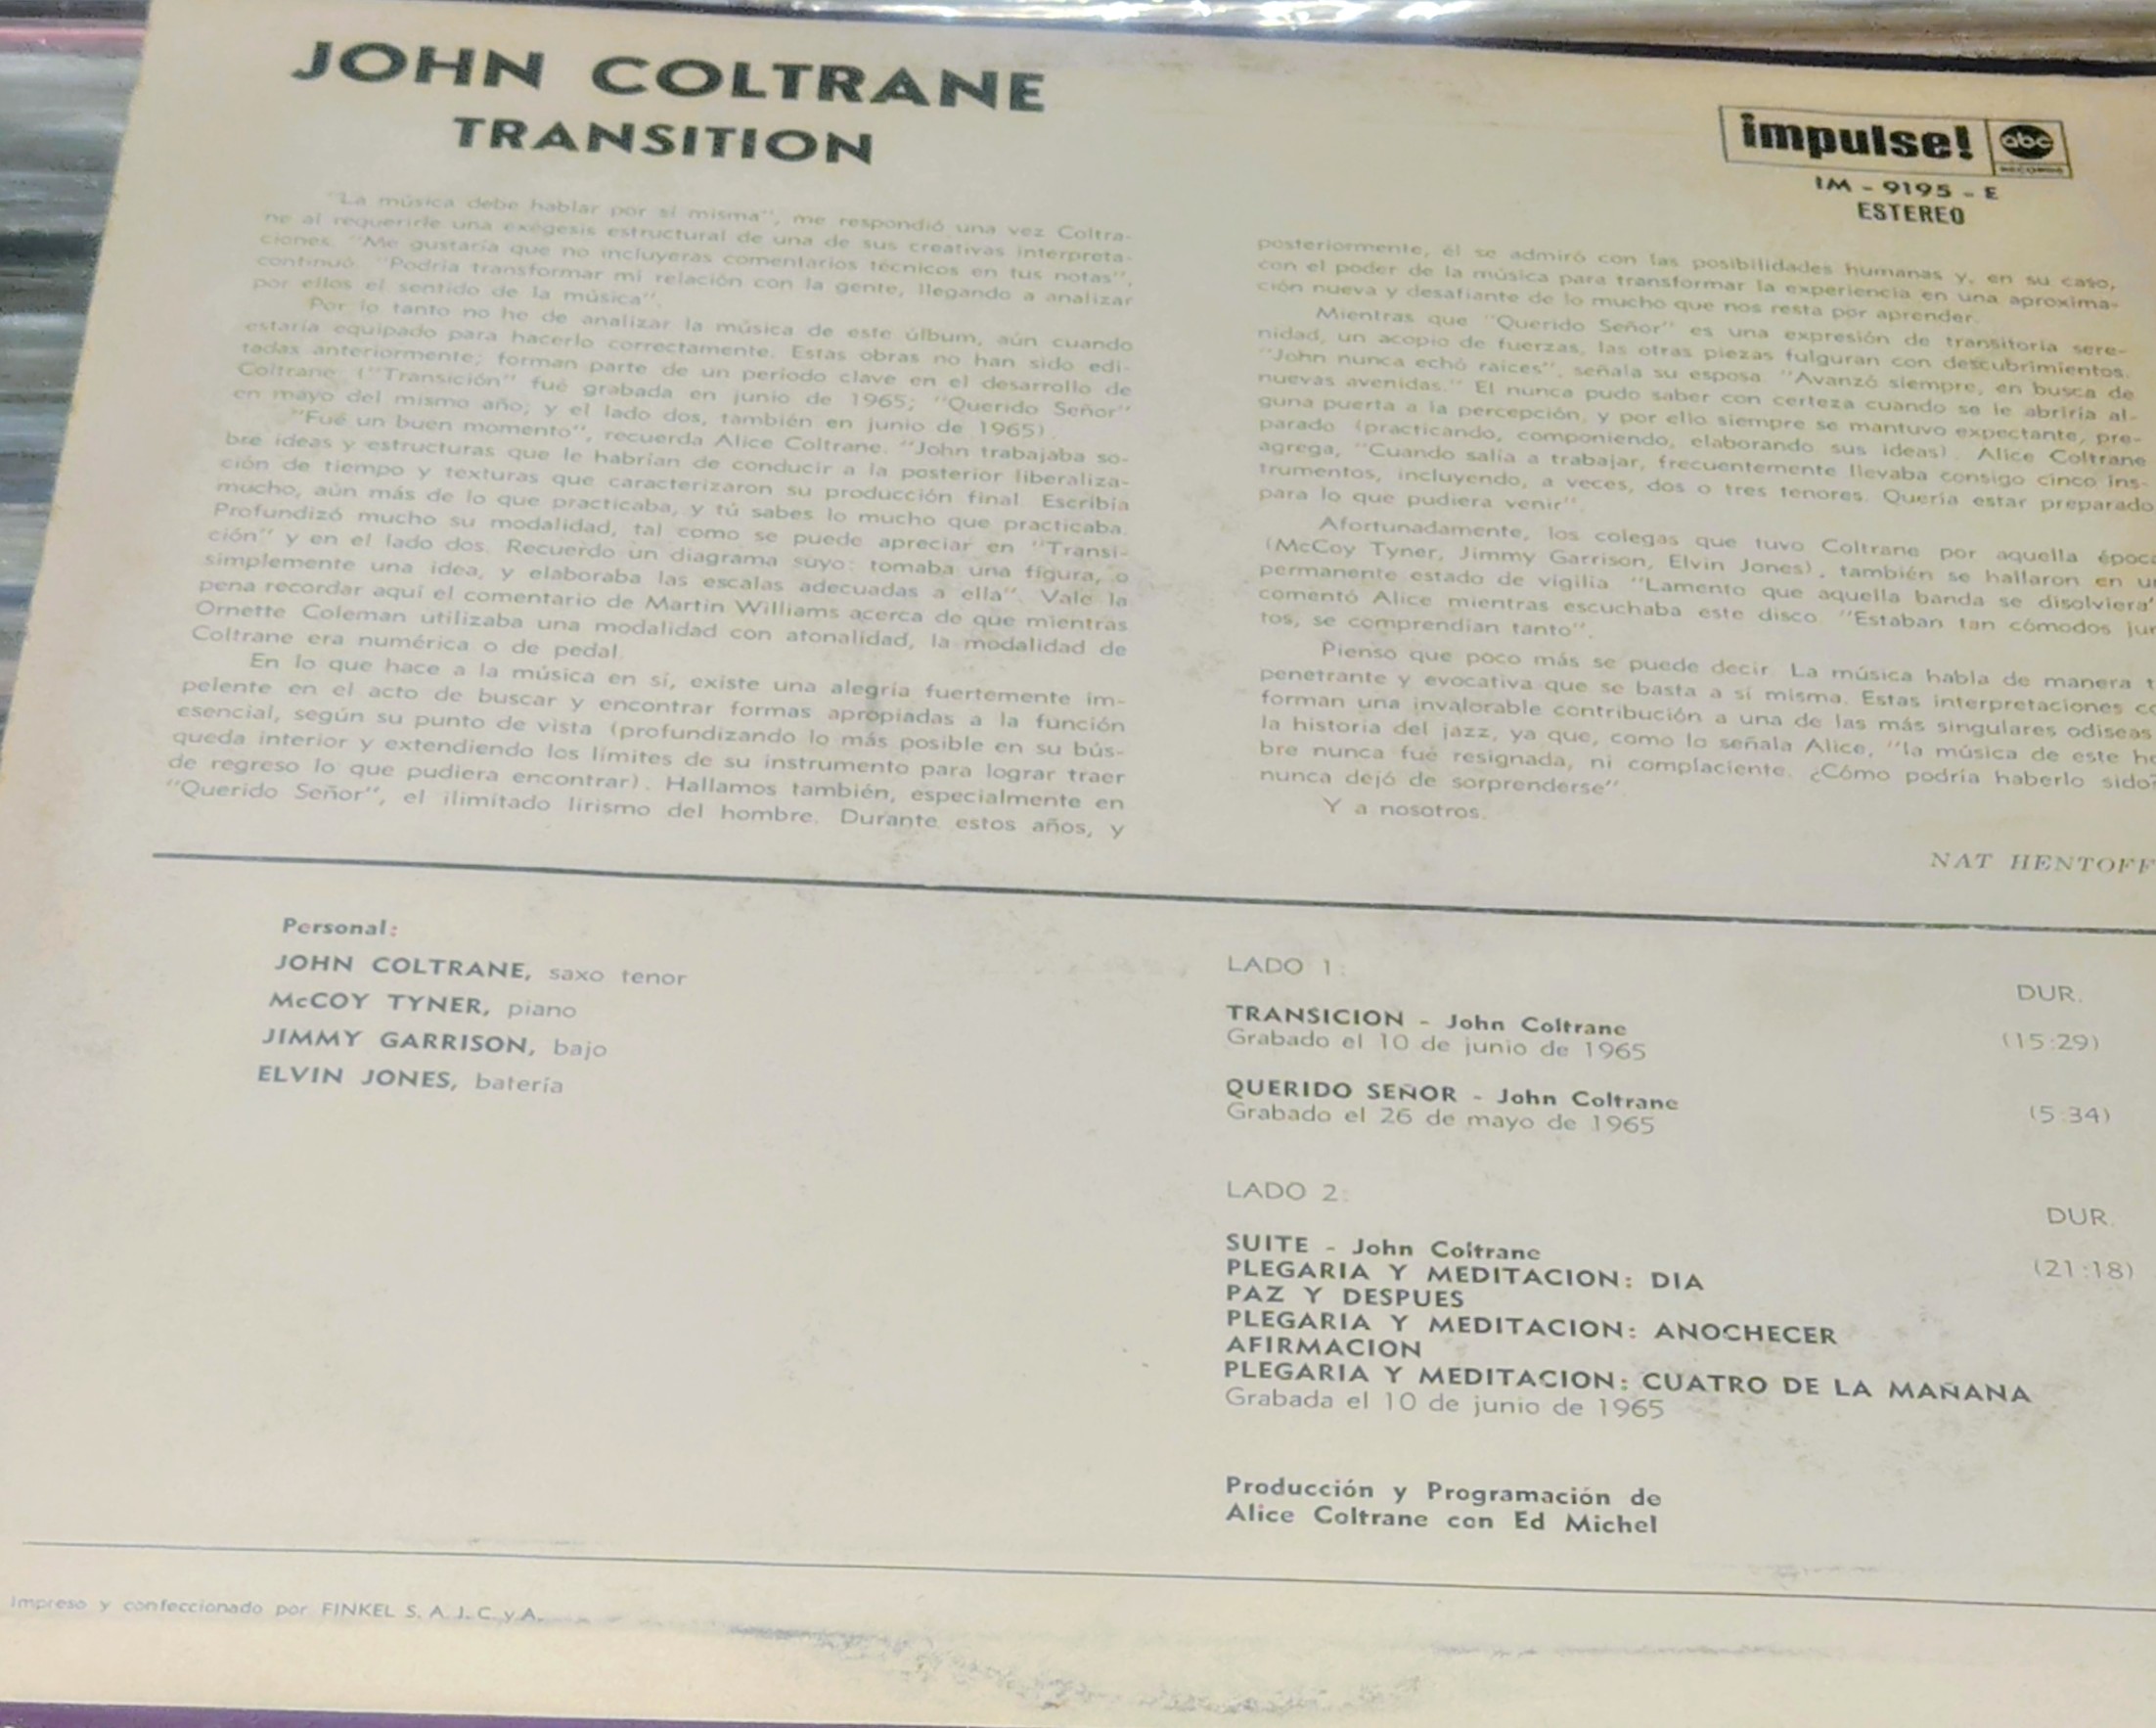 JOHN COLTRANE
TRANSITION
impulse! abc
RECORDS
IM - 9195 - E
ESTEREO
"La música debe hablar por sí misma", me respondió una vez Coltra-
ne al requerirle una exégesis estructural de una de sus creativas interpreta-
ciones. "Me gustaría que no incluyeras comentarios técnicos en tus notas",
continuó. "Podría transformar mi relación con la gente, llegando a analizar
por ellos el sentido de la música".
Por lo tanto no he de analizar la música de este úlbum, aún cuando
estaría equipado para hacerlo correctamente. Estas obras no han sido edi-
tadas anteriormente; forman parte de un período clave en el desarrollo de
Coltrane ("Transición" fué grabada en junio de 1965; "Querido Señor"
en mayo del mismo año; y el lado dos, también en junio de 1965).
"Fué un buen momento", recuerda Alice Coltrane. "John trabajaba so-
bre ideas y estructuras que le habrían de conducir a la posterior liberaliza-
ción de tiempo y texturas que caracterizaron su producción final. Escribía
mucho, aún más de lo que practicaba, y tú sabes lo mucho que practicaba.
Profundizó mucho su modalidad, tal como se puede apreciar en "Transi-
ción" y en el lado dos. Recuerdo un diagrama suyo: tomaba una figura, o
simplemente una idea, y elaboraba las escalas adecuadas a ella". Vale la
pena recordar aquí el comentario de Martin Williams acerca de que mientras
Ornette Coleman utilizaba una modalidad con atonalidad, la modalidad de
Coltrane era numérica o de pedal.
En lo que hace a la música en sí, existe una alegría fuertemente im-
pelente en el acto de buscar y encontrar formas apropiadas a la función
esencial, según su punto de vista (profundizando lo más posible en su bús-
queda interior y extendiendo los límites de su instrumento para lograr traer
de regreso lo que pudiera encontrar). Hallamos también, especialmente en
"Querido Señor", el ilimitado lirismo del hombre. Durante estos años, y
posteriormente, él se admiró con las posibilidades humanas y, en su caso,
con el poder de la música para transformar la experiencia en una aproxima-
ción nueva y desafiante de lo mucho que nos resta por aprender.
Mientras que "Querido Señor" es una expresión de transitoria sere-
nidad, un acopio de fuerzas, las otras piezas fulguran con descubrimientos.
"John nunca echó raíces", señala su esposa. "Avanzó siempre, en busca de
nuevas avenidas." El nunca pudo saber con certeza cuando se le abriría al-
guna puerta a la percepción, y por ello siempre se mantuvo expectante, pre-
parado (practicando, componiendo, elaborando sus ideas). Alice Coltrane
agrega, "Cuando salía a trabajar, frecuentemente llevaba consigo cinco ins-
trumentos, incluyendo, a veces, dos o tres tenores. Quería estar preparado
para lo que pudiera venir".
Afortunadamente, los colegas que tuvo Coltrane por aquella época
(McCoy Tyner, Jimmy Garrison, Elvin Jones), también se hallaron en un
permanente estado de vigilia. "Lamento que aquella banda se disolviera"
comentó Alice mientras escuchaba este disco. "Estaban tan cómodos jun
tos, se comprendían tanto".
Pienso que poco más se puede decir. La música habla de manera t
penetrante y evocativa que se basta a sí misma. Estas interpretaciones co
forman una invalorable contribución a una de las más singulares odiseas
la historia del jazz, ya que, como lo señala Alice, "la música de este ho
bre nunca fué resignada, ni complaciente. ¿Cómo podría haberlo sido?
nunca dejó de sorprenderse".
Y a nosotros.
NAT HENTOFF
Personal:
JOHN COLTRANE, saxo tenor
McCOY TYNER, piano
JIMMY GARRISON, bajo
ELVIN JONES, batería
LADO 1:
DUR.
TRANSICION - John Coltrane
Grabado el 10 de junio de 1965
(15:29)
QUERIDO SEÑOR - John Coltrane
Grabado el 26 de mayo de 1965
(5:34)
LADO 2:
DUR.
SUITE - John Coltrane
(21:18)
PLEGARIA Y MEDITACION: DIA
PAZ Y DESPUES
PLEGARIA Y MEDITACION: ANOCHECER
AFIRMACION
PLEGARIA Y MEDITACION: CUATRO DE LA MAÑANA
Grabada el 10 de junio de 1965
Producción y Programación de
Alice Coltrane con Ed Michel
Impreso y confeccionado por FINKEL S. A. I. C. y A.